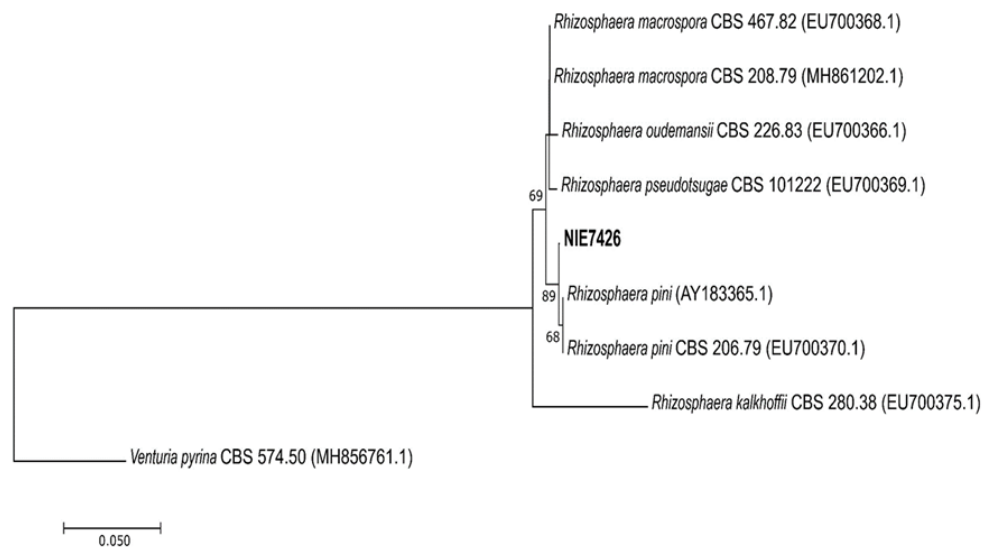 Rhizosphaera macrospora CBS 467.82 (EU700368.1)
Rhizosphaera macrospora CBS 208.79 (MH861202.1)
Rhizosphaera oudemansii CBS 226.83 (EU700366.1)
Rhizosphaera pseudotsugae CBS 101222 (EU700369.1)
69
NIE7426
89
Rhizosphaera pini (AY183365.1)
68
Rhizosphaera pini CBS 206.79 (EU700370.1)
Rhizosphaera kalkhoffii CBS 280.38 (EU700375.1)
Venturia pyrina CBS 574.50 (MH856761.1)
0.050